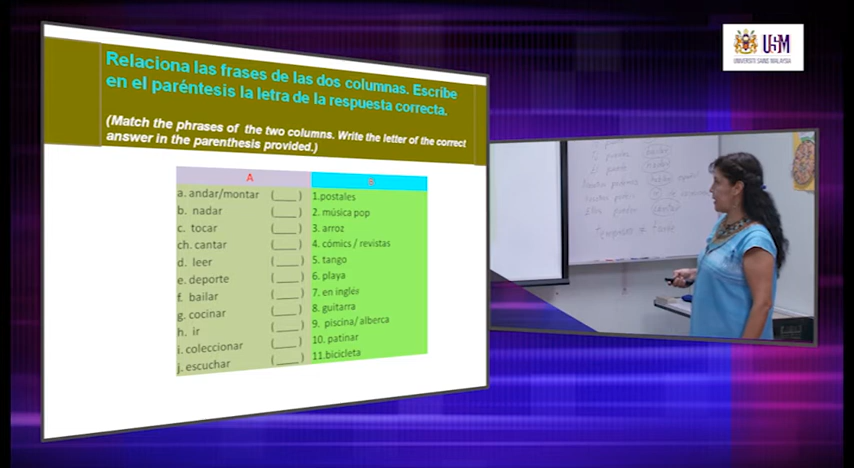 Relaciona las frases de las dos columnas. Escribe
en el paréntesis la letra de la respuesta correcta.
(Match the phrases of the two columns. Write the letter of the correct
answer in the parenthesis provided.)
A B
a. andar/montar (____) 1.postales
b. nadar (____) 2. música pop
c. tocar (____) 3. arroz
ch. cantar (____) 4. cómics / revistas
d. leer (____) 5. tango
e. deporte (____) 6. playa
f. bailar (____) 7. en inglés
g. cocinar (____) 8. guitarra
h. ir (____) 9. piscina/alberca
i. coleccionar (____) 10. patinar
j. escuchar (____) 11.bicicleta
USM
UNIVERSITI SAINS MALAYSIA